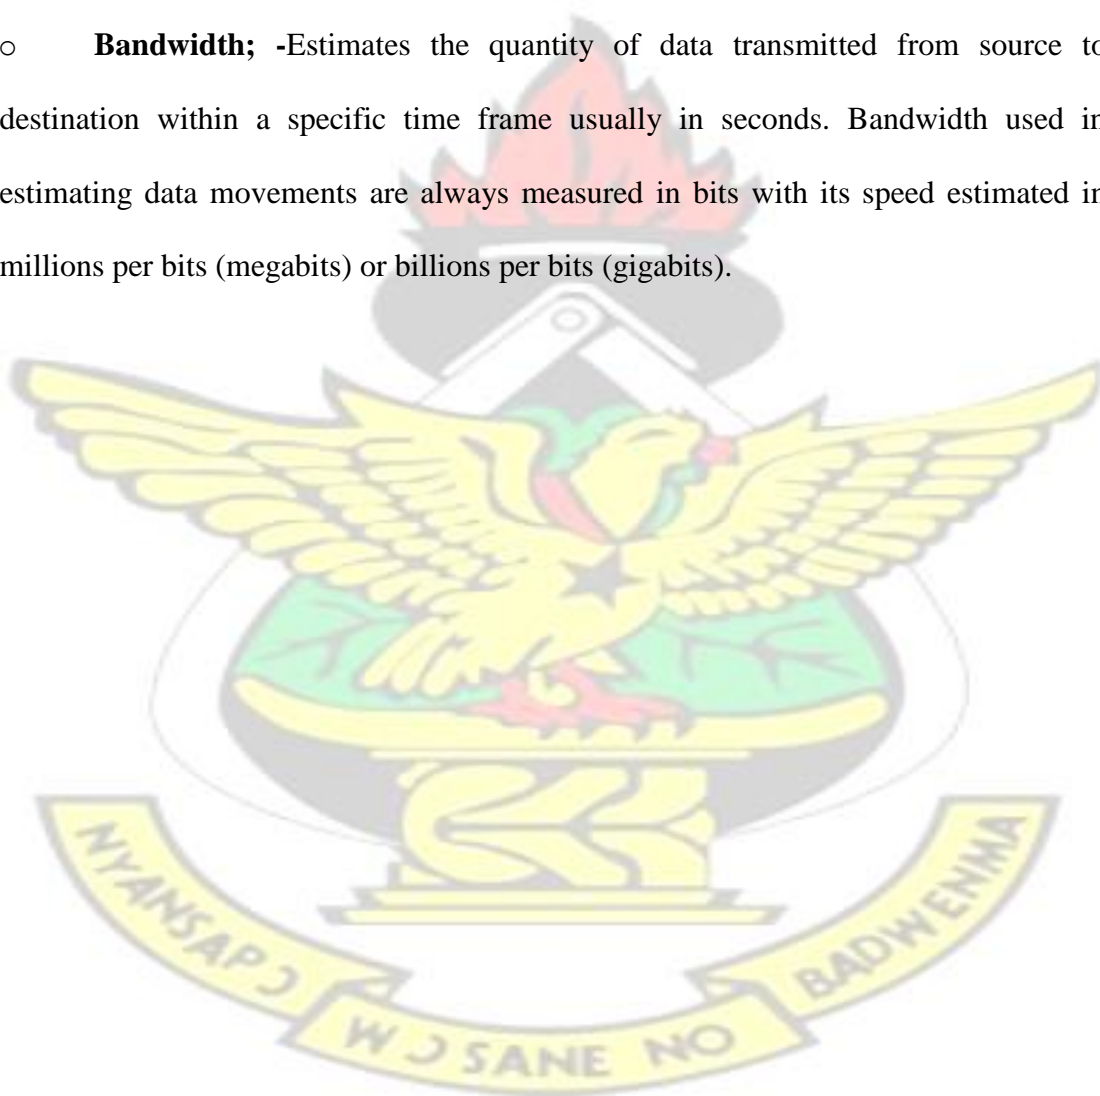 ○ Bandwidth; -Estimates the quantity of data transmitted from source to
destination within a specific time frame usually in seconds. Bandwidth used in
estimating data movements are always measured in bits with its speed estimated in
millions per bits (megabits) or billions per bits (gigabits).
NYANSAPƆ
WƆ SANE NO
BADWENMA